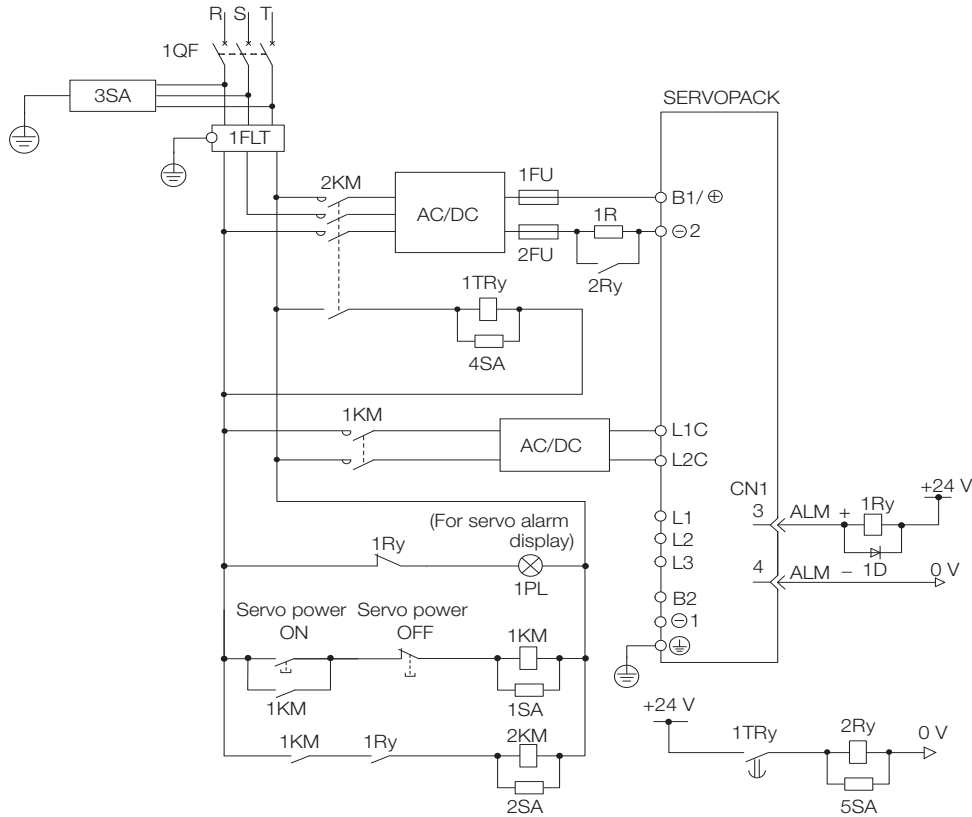 R S T
1QF
3SA
SERVOPACK
1FLT
2KM
AC/DC
1FU
B1/ ⊕
1R
⊖ 2
2FU
2Ry
1TRy
4SA
1KM
AC/DC
L1C
L2C
CN1
+24 V
3 ALM + 1Ry
L1
(For servo alarm
display)
L2
1Ry
1D
L3
4 ALM − 0 V
1PL
B2
Servo power
ON
Servo power
OFF
⊖ 1
1KM
1KM
1SA
+24 V
1TRy 2Ry 0 V
1KM 1Ry 2KM
5SA
2SA